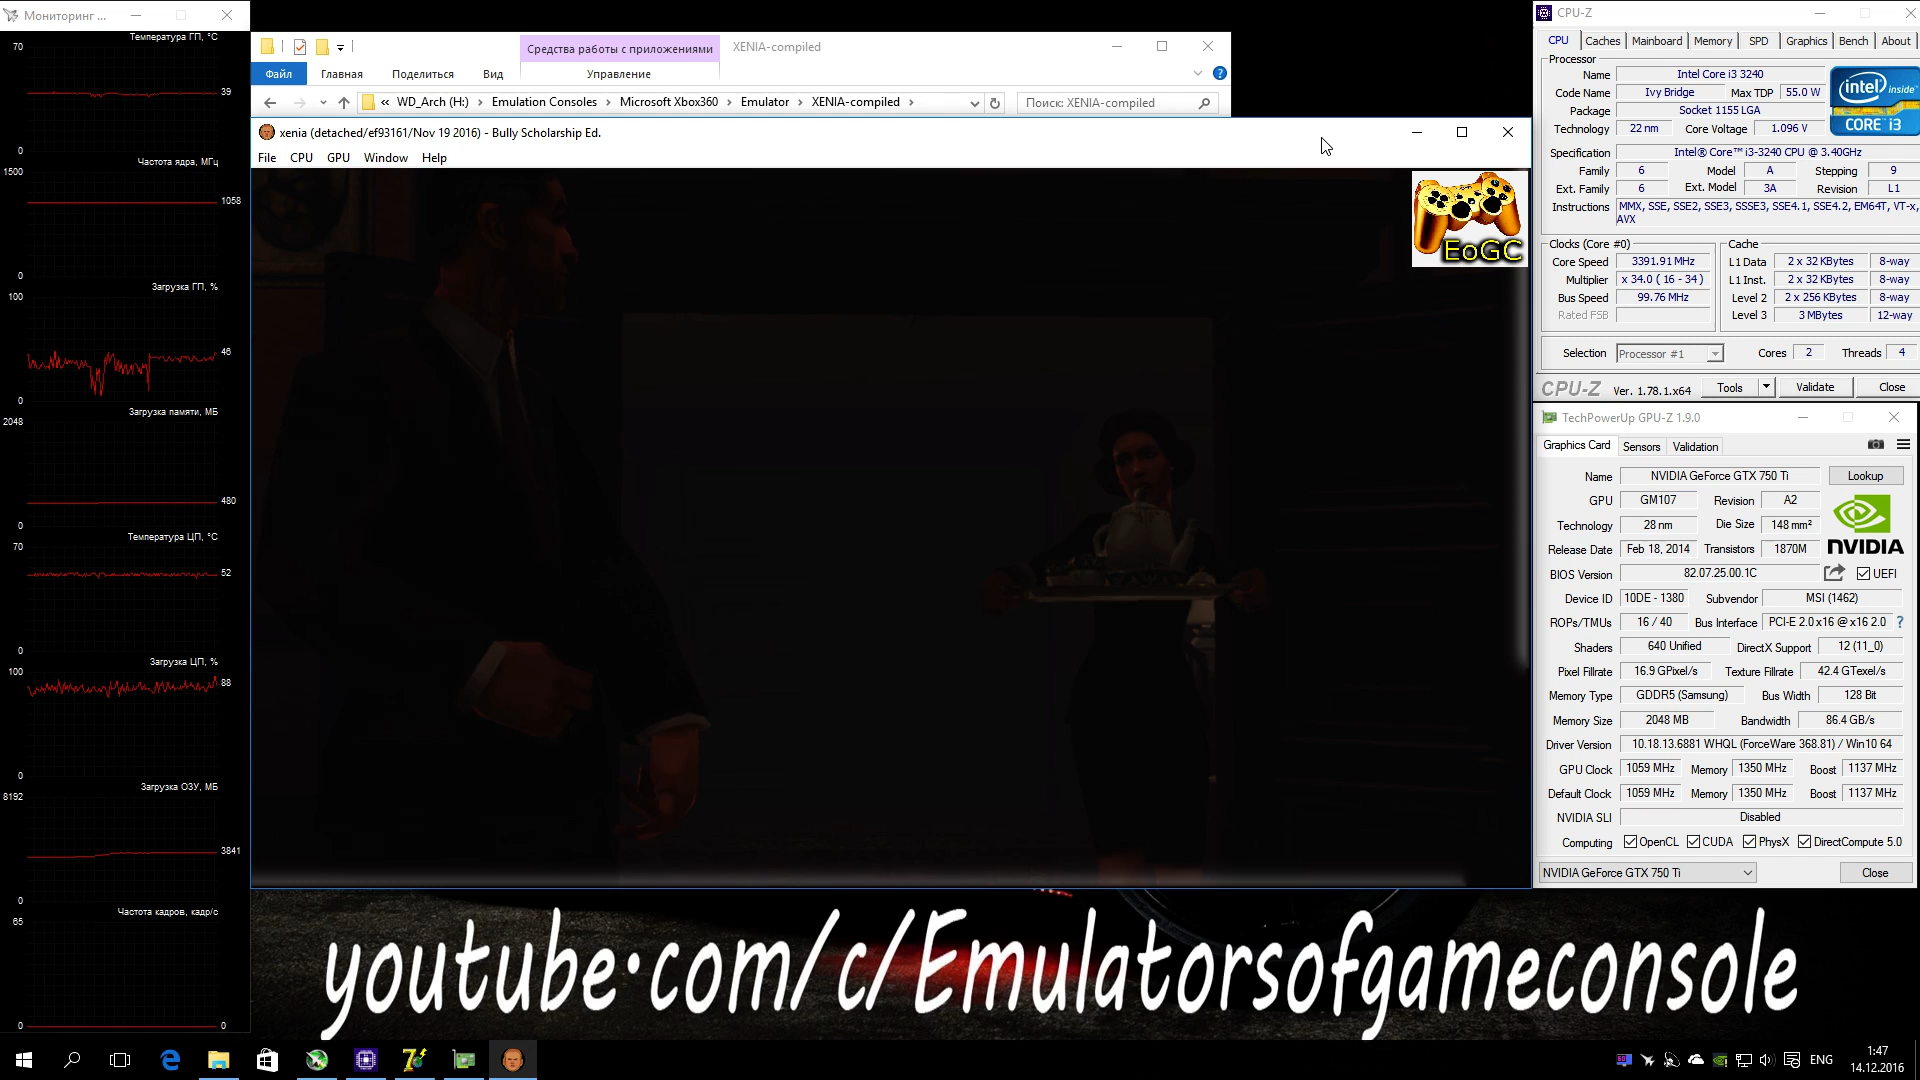 Мониторинг ...
Температура ГП, °C
70
39
0
Частота ядра, МГц
1500
1058
0
Загрузка ГП, %
100
46
0
Загрузка памяти, МБ
2048
480
0
Температура ЦП, °C
70
52
0
Загрузка ЦП, %
100
88
0
Загрузка ОЗУ, МБ
8192
3841
0
Частота кадров, кадр/с
65
0 0
Средства работы с приложениями XENIA-compiled
Файл Главная Поделиться Вид Управление
« WD_Arch (H:) Emulation Consoles Microsoft Xbox360 Emulator XENIA-compiled
Поиск: XENIA-compiled
xenia (detached/ef93161/Nov 19 2016) - Bully Scholarship Ed.
File CPU GPU Window Help
EoGC
youtube.com/c/Emulatorsofgameconsole
CPU-Z
CPU Caches Mainboard Memory SPD Graphics Bench About
Processor
Name Intel Core i3 3240
Code Name Ivy Bridge Max TDP 55.0 W
Package Socket 1155 LGA
Technology 22 nm Core Voltage 1.096 V
intel inside™
CORE i3
Specification Intel® Core™ i3-3240 CPU @ 3.40GHz
Family 6 Model A Stepping 9
Ext. Family 6 Ext. Model 3A Revision L1
Instructions MMX, SSE, SSE2, SSE3, SSSE3, SSE4.1, SSE4.2, EM64T, VT-x,
AVX
Clocks (Core #0) Cache
Core Speed 3391.91 MHz L1 Data 2 x 32 KBytes 8-way
Multiplier x 34.0 ( 16 - 34 ) L1 Inst. 2 x 32 KBytes 8-way
Bus Speed 99.76 MHz Level 2 2 x 256 KBytes 8-way
Rated FSB Level 3 3 MBytes 12-way
Selection Processor #1 Cores 2 Threads 4
CPU-Z Ver. 1.78.1.x64 Tools Validate Close
TechPowerUp GPU-Z 1.9.0
Graphics Card Sensors Validation
Name NVIDIA GeForce GTX 750 Ti Lookup
GPU GM107 Revision A2
Technology 28 nm Die Size 148 mm²
NVIDIA
Release Date Feb 18, 2014 Transistors 1870M
BIOS Version 82.07.25.00.1C UEFI
Device ID 10DE - 1380 Subvendor MSI (1462)
ROPs/TMUs 16 / 40 Bus Interface PCI-E 2.0 x16 @ x16 2.0 ?
Shaders 640 Unified DirectX Support 12 (11_0)
Pixel Fillrate 16.9 GPixel/s Texture Fillrate 42.4 GTexel/s
Memory Type GDDR5 (Samsung) Bus Width 128 Bit
Memory Size 2048 MB Bandwidth 86.4 GB/s
Driver Version 10.18.13.6881 WHQL (ForceWare 368.81) / Win10 64
GPU Clock 1059 MHz Memory 1350 MHz Boost 1137 MHz
Default Clock 1059 MHz Memory 1350 MHz Boost 1137 MHz
NVIDIA SLI Disabled
Computing OpenCL CUDA PhysX DirectCompute 5.0
NVIDIA GeForce GTX 750 Ti Close
ENG
1:47
14.12.2016